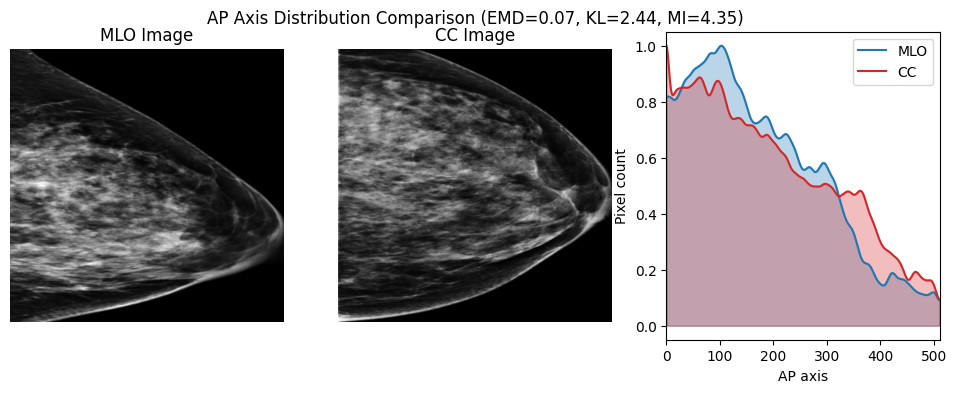 AP Axis Distribution Comparison (EMD=0.07, KL=2.44, MI=4.35)
MLO Image
CC Image
MLO
CC
1.0
0.8
0.6
0.4
0.2
0.0
Pixel count
0 100 200 300 400 500
AP axis